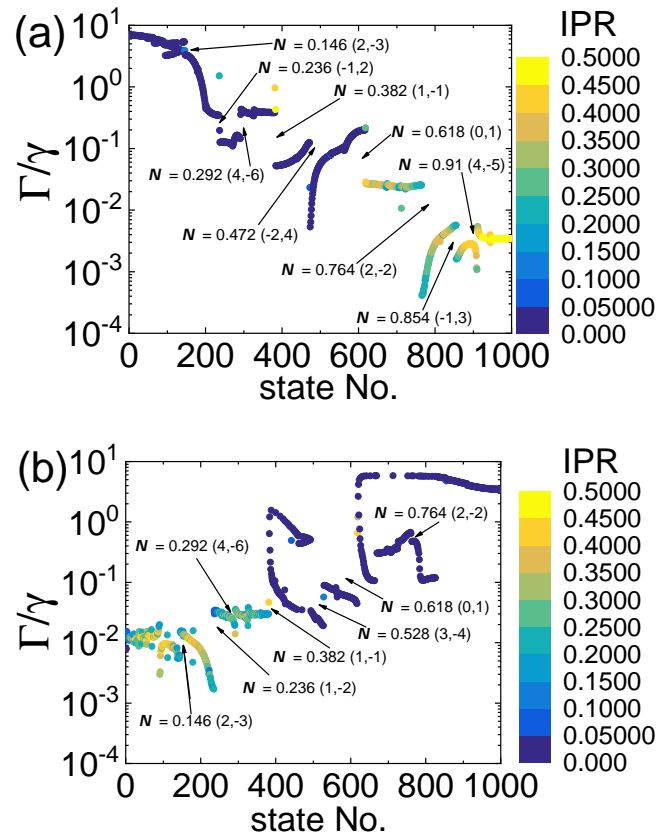 (a)
IPR
N = 0.146 (2,-3)
N = 0.236 (-1,2)
N = 0.382 (1,-1)
N = 0.618 (0,1)
N = 0.91 (4,-5)
N = 0.292 (4,-6)
N = 0.472 (-2,4)
N = 0.764 (2,-2)
N = 0.854 (-1,3)
Γ/γ
10^1
10^0
10^-1
10^-2
10^-3
10^-4
0 200 400 600 800 1000
state No.
0.5000
0.4500
0.4000
0.3500
0.3000
0.2500
0.2000
0.1500
0.1000
0.05000
0.000
(b)
IPR
N = 0.764 (2,-2)
N = 0.292 (4,-6)
N = 0.618 (0,1)
N = 0.528 (3,-4)
N = 0.382 (1,-1)
N = 0.236 (1,-2)
N = 0.146 (2,-3)
Γ/γ
10^1
10^0
10^-1
10^-2
10^-3
10^-4
0 200 400 600 800 1000
state No.
0.5000
0.4500
0.4000
0.3500
0.3000
0.2500
0.2000
0.1500
0.1000
0.05000
0.000